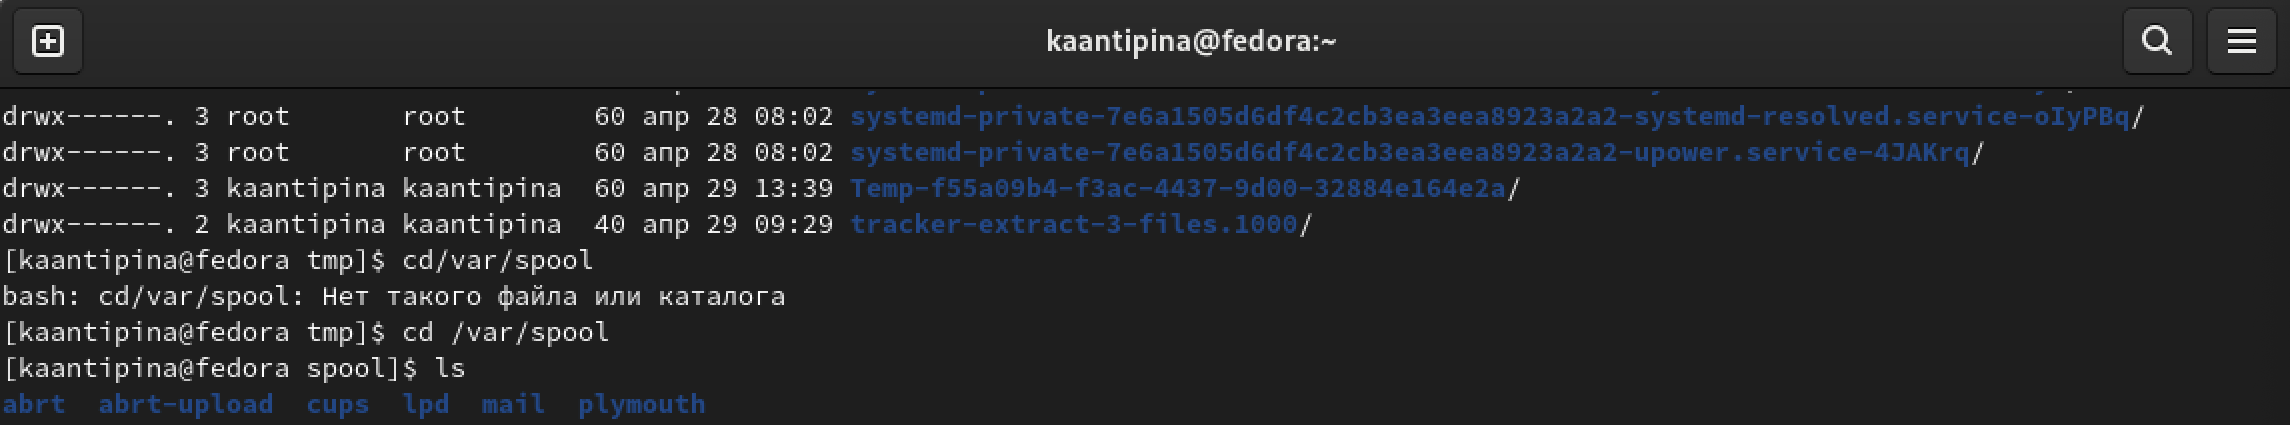 kaantipina@fedora:~
drwx------. 3 root       root        60 апр 28 08:02 systemd-private-7e6a1505d6df4c2cb3ea3eea8923a2a2-systemd-resolved.service-oIyPBq/
drwx------. 3 root       root        60 апр 28 08:02 systemd-private-7e6a1505d6df4c2cb3ea3eea8923a2a2-upower.service-4JAKrq/
drwx------. 3 kaantipina kaantipina  60 апр 29 13:39 Temp-f55a09b4-f3ac-4437-9d00-32884e164e2a/
drwx------. 2 kaantipina kaantipina  40 апр 29 09:29 tracker-extract-3-files.1000/
[kaantipina@fedora tmp]$ cd/var/spool
bash: cd/var/spool: Нет такого файла или каталога
[kaantipina@fedora tmp]$ cd /var/spool
[kaantipina@fedora spool]$ ls
abrt  abrt-upload  cups  lpd  mail  plymouth